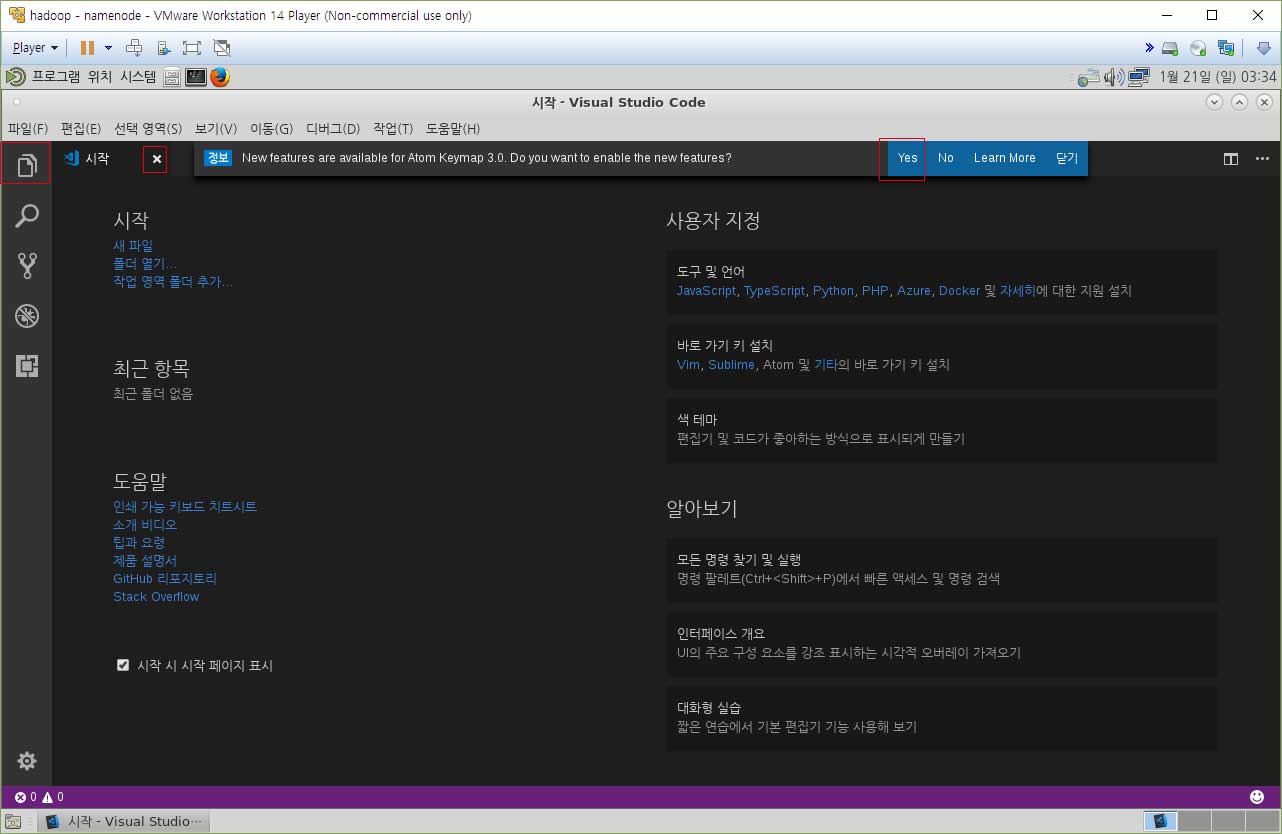 hadoop - namenode - VMware Workstation 14 Player (Non-commercial use only)
Player
프로그램 위치 시스템
1월 21일 (일) 03:34
시작 - Visual Studio Code
파일(F) 편집(E) 선택 영역(S) 보기(V) 이동(G) 디버그(D) 작업(T) 도움말(H)
시작
정보 New features are available for Atom Keymap 3.0. Do you want to enable the new features? Yes No Learn More 닫기
시작
새 파일
폴더 열기...
작업 영역 폴더 추가...
최근 항목
최근 폴더 없음
도움말
인쇄 가능 키보드 치트시트
소개 비디오
팁과 요령
제품 설명서
GitHub 리포지토리
Stack Overflow
시작 시 시작 페이지 표시
사용자 지정
도구 및 언어
JavaScript, TypeScript, Python, PHP, Azure, Docker 및 자세히에 대한 지원 설치
바로 가기 키 설치
Vim, Sublime, Atom 및 기타의 바로 가기 키 설치
색 테마
편집기 및 코드가 좋아하는 방식으로 표시되게 만들기
알아보기
모든 명령 찾기 및 실행
명령 팔레트(Ctrl+<Shift>+P)에서 빠른 액세스 및 명령 검색
인터페이스 개요
UI의 주요 구성 요소를 강조 표시하는 시각적 오버레이 가져오기
대화형 실습
짧은 연습에서 기본 편집기 기능 사용해 보기
0 0
시작 - Visual Studio···